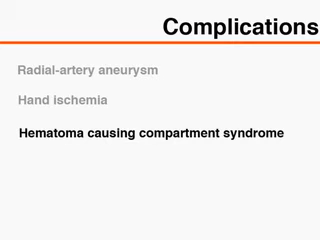 Complications
Radial-artery aneurysm
Hand ischemia
Hematoma causing compartment syndrome